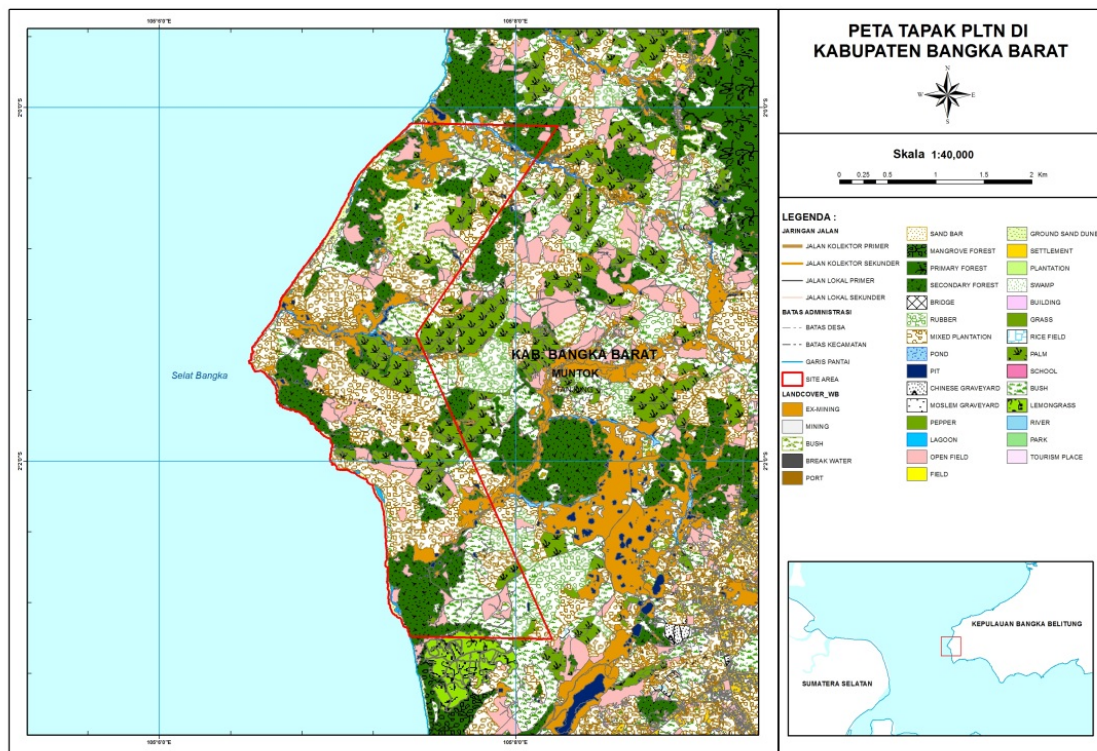 PETA TAPAK PLTN DI
KABUPATEN BANGKA BARAT
N
W E
S
Skala 1:40,000
0 0.25 0.5 1 1.5 2 Km
LEGENDA :
JARINGAN JALAN
JALAN KOLEKTOR PRIMER
JALAN KOLEKTOR SEKUNDER
JALAN LOKAL PRIMER
JALAN LOKAL SEKUNDER
BATAS ADMINISTRASI
BATAS DESA
BATAS KECAMATAN
GARIS PANTAI
SITE AREA
LANDCOVER_WB
EX-MINING
MINING
BUSH
BREAK WATER
PORT
SAND BAR
MANGROVE FOREST
PRIMARY FOREST
SECONDARY FOREST
BRIDGE
RUBBER
MIXED PLANTATION
POND
PIT
CHINESE GRAVEYARD
MOSLEM GRAVEYARD
PEPPER
LAGOON
OPEN FIELD
FIELD
GROUND SAND DUNE
SETTLEMENT
PLANTATION
SWAMP
BUILDING
GRASS
RICE FIELD
PALM
SCHOOL
BUSH
LEMONGRASS
RIVER
PARK
TOURISM PLACE
Selat Bangka
KAB. BANGKA BARAT
MUNTOK
KEPULAUAN BANGKA BELITUNG
SUMATERA SELATAN